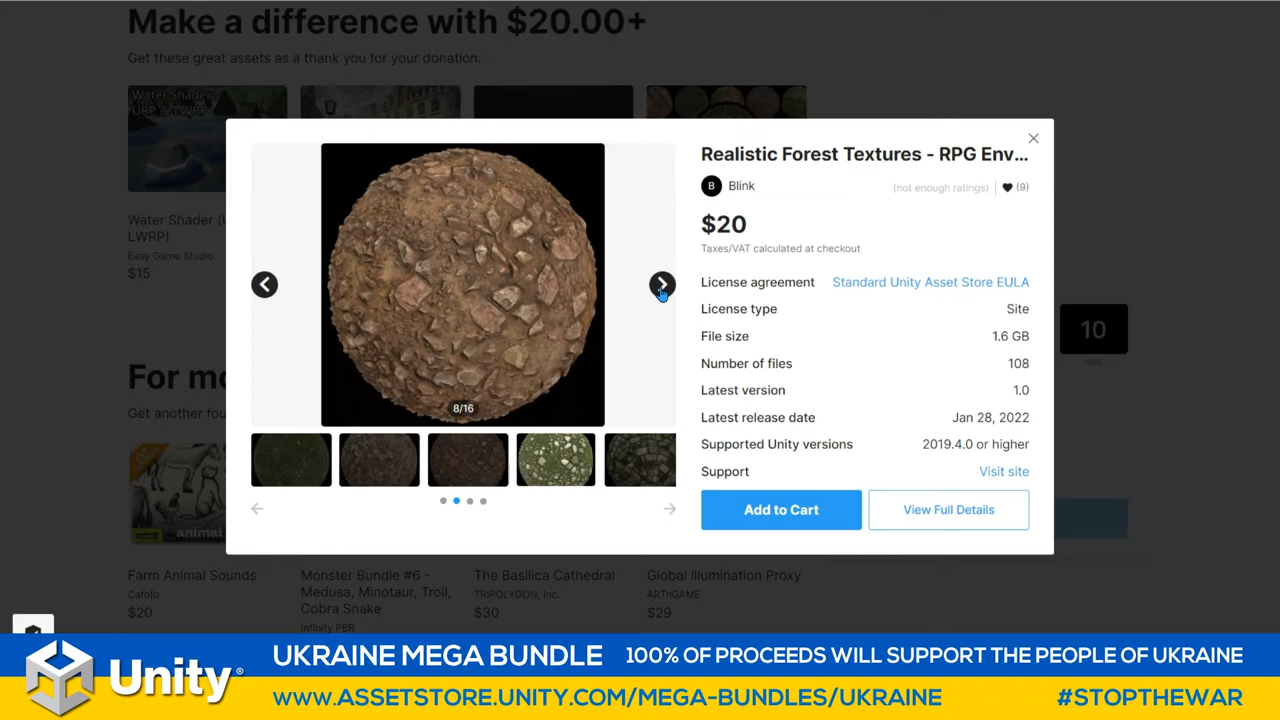 Make a difference with $20.00+
Get these great assets as a thank you for your donation.
Water Shader
URP & LWRP
Water Shader (U
LWRP)
Easy Game Studio
$15
Realistic Forest Textures - RPG Env...
B Blink
(not enough ratings) (9)
$20
Taxes/VAT calculated at checkout
License agreement Standard Unity Asset Store EULA
License type Site
File size 1.6 GB
Number of files 108
Latest version 1.0
Latest release date Jan 28, 2022
Supported Unity versions 2019.4.0 or higher
Support Visit site
Add to Cart View Full Details
8/16
10
For mo
Get another fou
animal
Farm Animal Sounds
Cafofo
$20
Monster Bundle #6 -
Medusa, Minotaur, Troll,
Cobra Snake
Infinity PBR
The Basilica Cathedral
TRIPOLYGON, Inc.
$30
Global Illumination Proxy
ARTnGAME
$29
Unity®
UKRAINE MEGA BUNDLE 100% OF PROCEEDS WILL SUPPORT THE PEOPLE OF UKRAINE
WWW.ASSETSTORE.UNITY.COM/MEGA-BUNDLES/UKRAINE #STOPTHEWAR